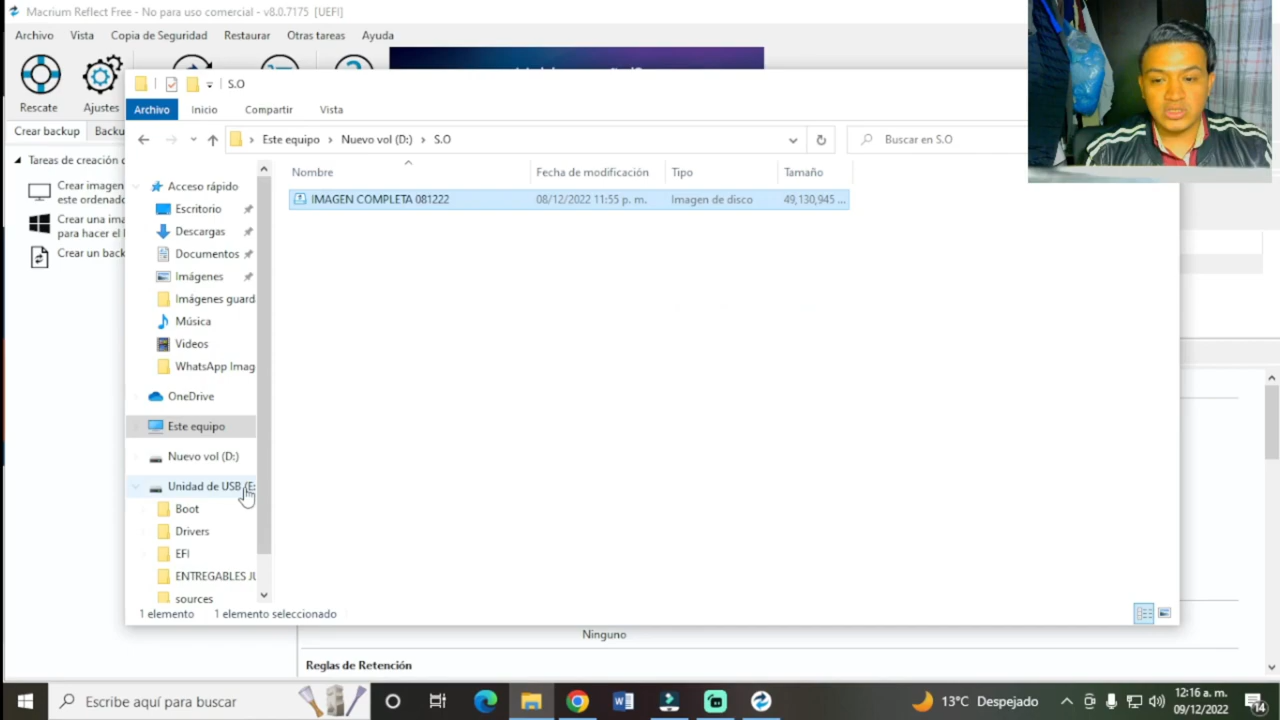 Macrium Reflect Free - No para uso comercial - v8.0.7175 [UEFI]
Archivo Vista Copia de Seguridad Restaurar Otras tareas Ayuda
Rescate Ajustes
Crear backup Backu
Tareas de creación
Crear imagen
este ordenado
Crear una ima
para hacer el
Crear un back
S.O
Archivo Inicio Compartir Vista
Este equipo > Nuevo vol (D:) > S.O
Buscar en S.O
Nombre Fecha de modificación Tipo Tamaño
IMAGEN COMPLETA 081222 08/12/2022 11:55 p. m. Imagen de disco 49,130,945 ...
Acceso rápido
Escritorio
Descargas
Documentos
Imágenes
Imágenes guard
Música
Videos
WhatsApp Imag
OneDrive
Este equipo
Nuevo vol (D:)
Unidad de USB (E:
Boot
Drivers
EFI
ENTREGABLES JU
sources
1 elemento 1 elemento seleccionado
Ninguno
Reglas de Retención
Escribe aquí para buscar
13°C Despejado
12:16 a. m.
09/12/2022
14